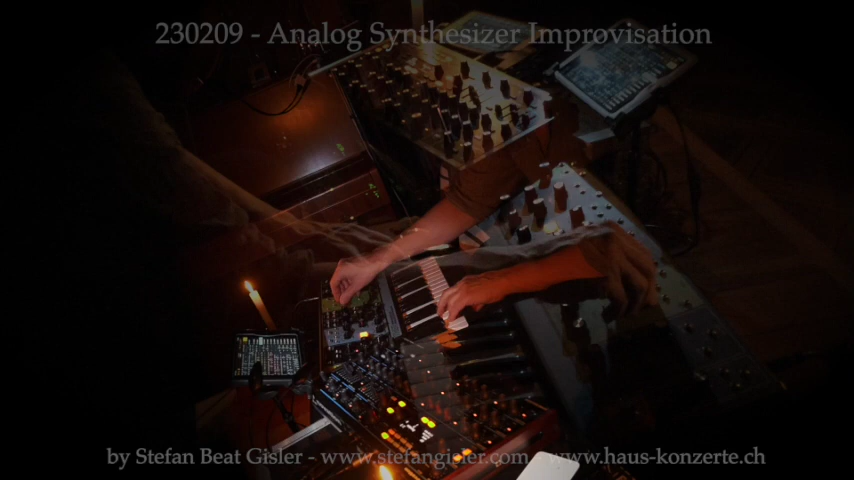 230209 - Analog Synthesizer Improvisation
by Stefan Beat Gisler - www.stefangisler.com - www.haus-konzerte.ch